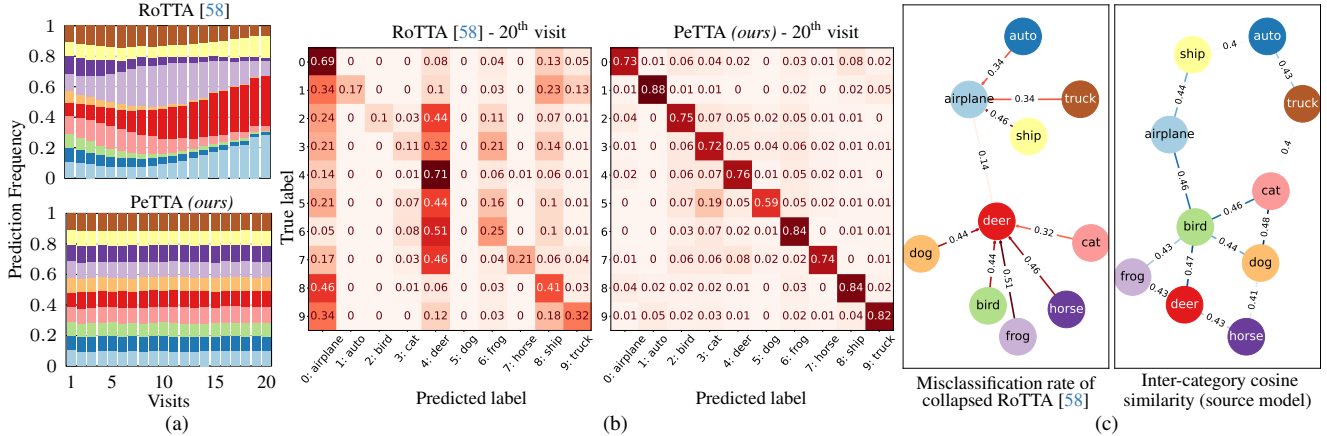 (a)
RoTTA [58]
Prediction Frequency
1
0.8
0.6
0.4
0.2
0
PeTTA (ours)
1
0.8
0.6
0.4
0.2
0
1 5 10 15 20
Visits
(a)
(b)
RoTTA [58] - 20th visit
True label
0 0.69 0 0 0 0.08 0 0.04 0 0.13 0.05
1 0.34 0.17 0 0 0.1 0 0.03 0 0.23 0.13
2 0.24 0 0.1 0.03 0.44 0 0.11 0 0.07 0.01
3 0.21 0 0 0.11 0.32 0 0.21 0 0.14 0.01
4 0.14 0 0 0.01 0.71 0 0.06 0.01 0.06 0
5 0.21 0 0 0.07 0.44 0 0.16 0 0.1 0.01
6 0.05 0 0 0.08 0.51 0 0.25 0 0.1 0.01
7 0.17 0 0 0.03 0.46 0 0.04 0.21 0.06 0.04
8 0.46 0 0 0.01 0.06 0 0.03 0 0.41 0.03
9 0.34 0 0 0 0.12 0 0.03 0 0.18 0.32
0: airplane 1: auto 2: bird 3: cat 4: deer 5: dog 6: frog 7: horse 8: ship 9: truck
Predicted label
PeTTA (ours) - 20th visit
0.73 0.01 0.06 0.04 0.02 0 0.03 0.01 0.08 0.02
0.01 0.88 0.01 0.01 0 0 0.02 0 0.02 0.05
0.04 0 0.75 0.05 0.07 0.02 0.05 0.01 0.01 0
0.01 0 0.06 0.72 0.04 0.06 0.07 0.02 0.01 0.01
0.01 0 0.07 0.04 0.76 0.01 0.06 0.04 0.01 0
0.01 0 0.07 0.19 0.05 0.59 0.04 0.05 0.01 0
0.01 0 0.05 0.05 0.03 0.01 0.84 0 0.01 0
0.01 0 0.04 0.06 0.07 0.03 0.02 0.74 0 0.01
0.04 0.02 0.02 0.02 0.01 0 0.02 0 0.84 0.02
0.01 0.05 0.02 0.03 0.01 0 0.01 0.01 0.04 0.82
0: airplane 1: auto 2: bird 3: cat 4: deer 5: dog 6: frog 7: horse 8: ship 9: truck
Predicted label
(b)
auto
0.34
airplane
0.34
truck
0.46
ship
0.14
deer
0.44
dog
0.32
cat
0.44
bird
0.51
frog
0.46
horse
Misclassification rate of
collapsed RoTTA [58]
auto
0.4
ship
0.43
truck
0.44
airplane
0.4
0.46
cat
0.46
bird
0.48
0.43
0.44
dog
frog
0.47
0.43
deer
0.41
0.43
horse
Inter-category cosine
similarity (source model)
(c)
(c)